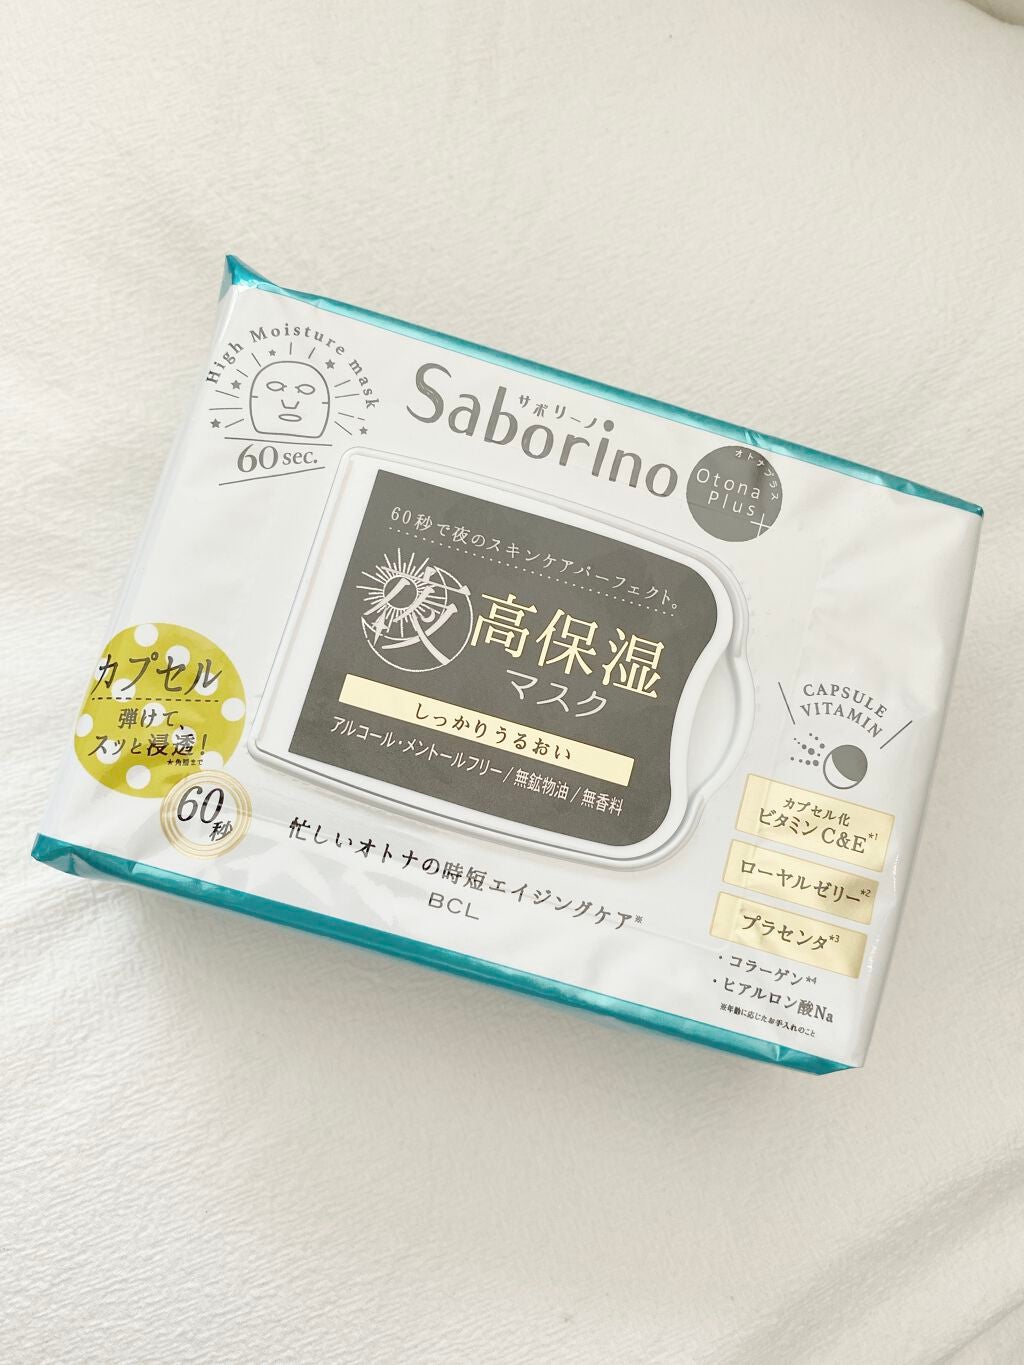 High Moisture mask
60 sec.
サボリーノ
Saborino
オトナプラス
Otona
Plus
60秒で夜のスキンケアパーフェクト。
夜
高保湿
マスク
しっかりうるおい
アルコール・メントールフリー/無鉱物油/無香料
カプセル
弾けて、
スッと浸透!
★角層まで
60
秒
忙しいオトナの時短エイジングケア※
BCL
CAPSULE
VITAMIN
カプセル化
ビタミンC&E*1
ローヤルゼリー*2
プラセンタ*3
・コラーゲン*4
・ヒアルロン酸Na
※年齢に応じたお手入れのこと